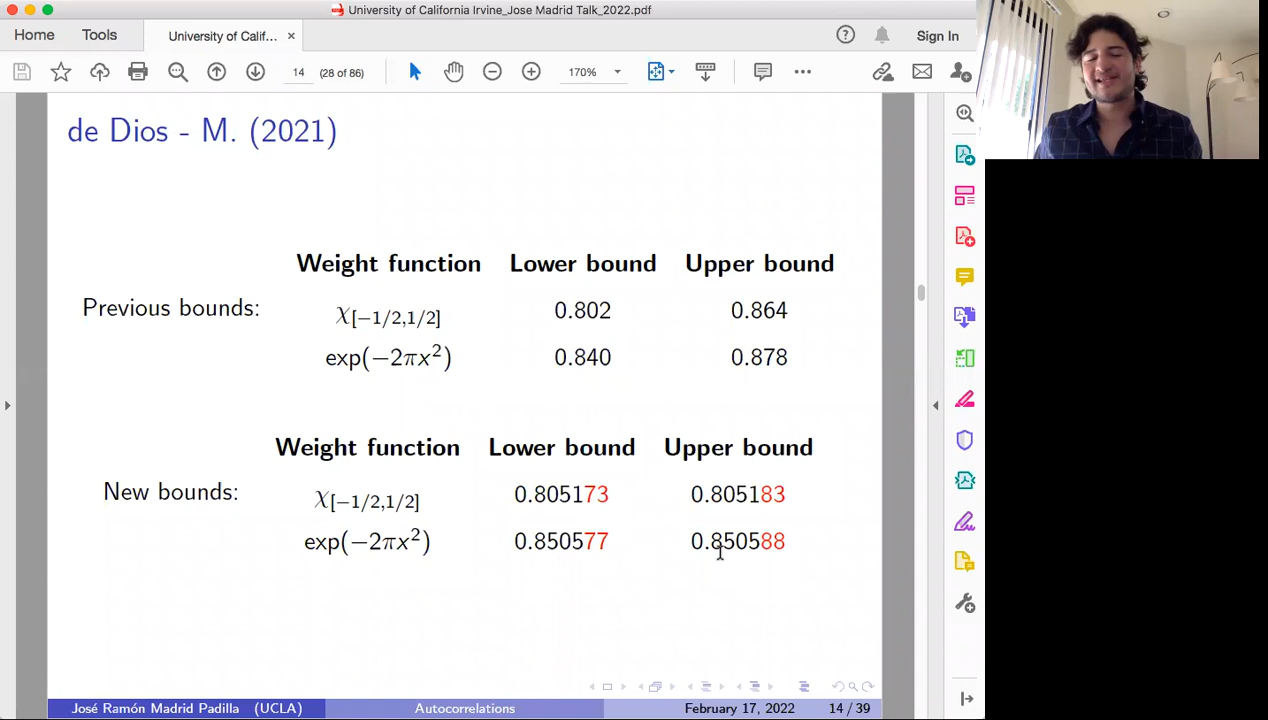 University of California Irvine_Jose Madrid Talk_2022.pdf
Home Tools University of Calif... × Sign In
14 (28 of 86) 170%
de Dios - M. (2021)
Weight function Lower bound Upper bound
Previous bounds: χ[−1/2,1/2] 0.802 0.864
exp(−2πx²) 0.840 0.878
Weight function Lower bound Upper bound
New bounds: χ[−1/2,1/2] 0.805173 0.805183
exp(−2πx²) 0.850577 0.850588
José Ramón Madrid Padilla (UCLA) Autocorrelations February 17, 2022 14 / 39